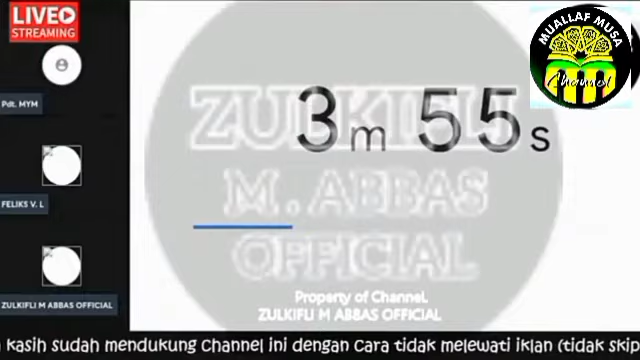 LIVE
STREAMING
Pdt. MYM
FELIKS V. L
ZULKIFLI M ABBAS OFFICIAL
ZULKIFLI
M. ABBAS
OFFICIAL
3m 55s
Property of Channel.
ZULKIFLI M ABBAS OFFICIAL
MUALLAF MUSA
Channel
kasih sudah mendukung Channel ini dengan cara tidak melewati iklan (tidak skip